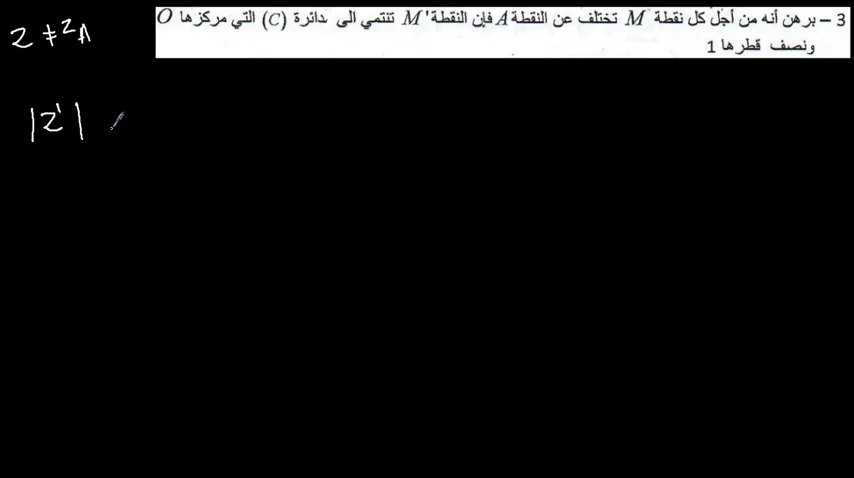 3 – برهن أنه من أجل كل نقطة M تختلف عن النقطة A فإن النقطة M' تنتمي الى دائرة (C) التي مركزها O
ونصف قطرها 1
z ≠ z_A
|z'|